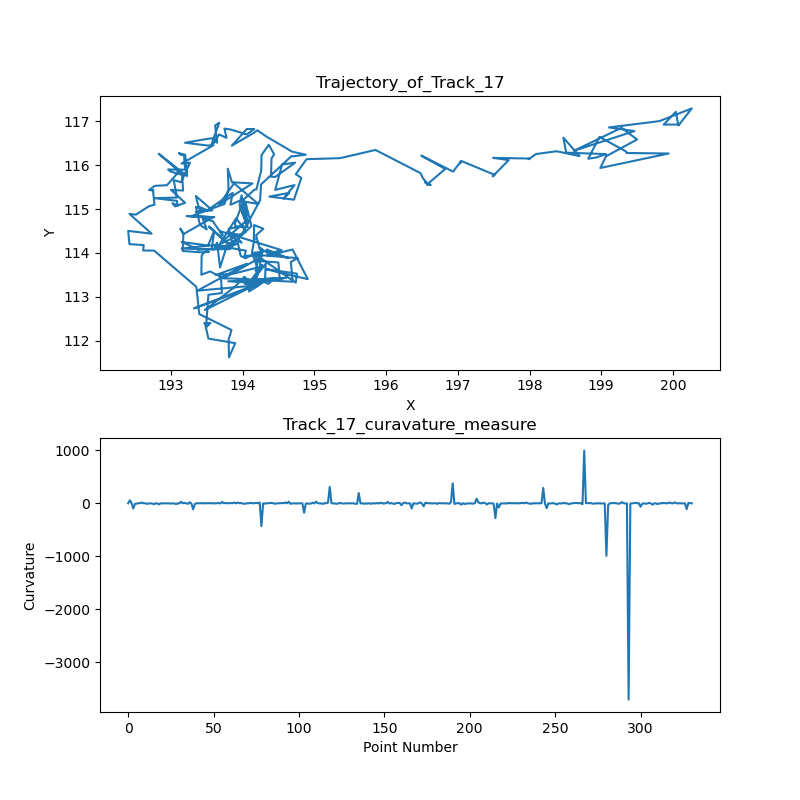 Trajectory_of_Track_17
117
116
115
114
113
112
Y
193 194 195 196 197 198 199 200
X
Track_17_curavature_measure
1000
0
−1000
−2000
−3000
Curvature
0 50 100 150 200 250 300
Point Number